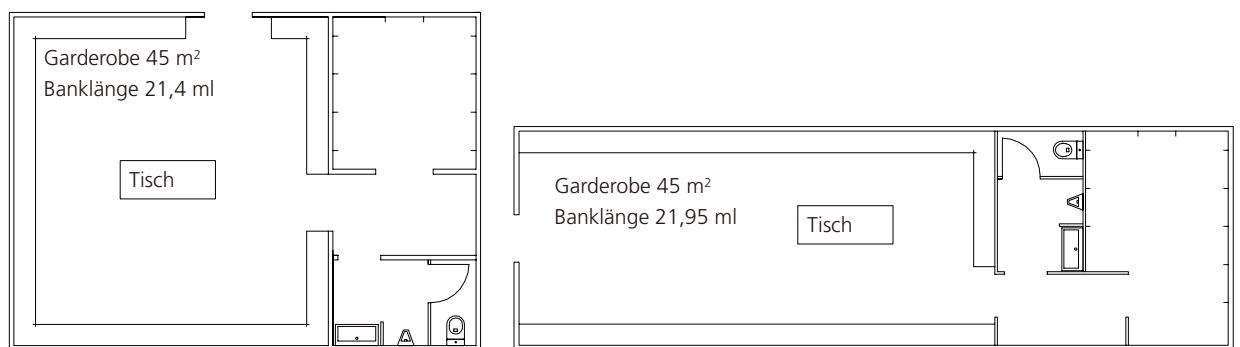 Garderobe 45 m²
Banklänge 21,4 ml
Tisch
Garderobe 45 m²
Banklänge 21,95 ml
Tisch